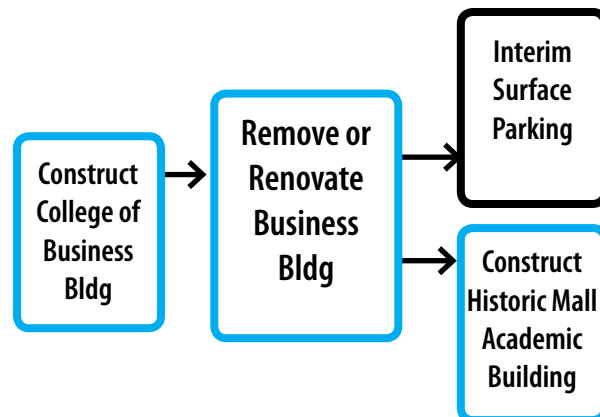 Construct
College of
Business
Bldg
Remove or
Renovate
Business
Bldg
Interim
Surface
Parking
Construct
Historic Mall
Academic
Building